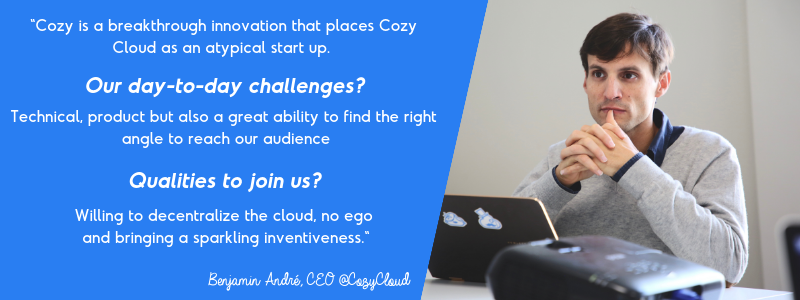 “Cozy is a breakthrough innovation that places Cozy
Cloud as an atypical start up.
Our day-to-day challenges?
Technical, product but also a great ability to find the right
angle to reach our audience
Qualities to join us?
Willing to decentralize the cloud, no ego
and bringing a sparkling inventiveness.“
Benjamin André, CEO @CozyCloud